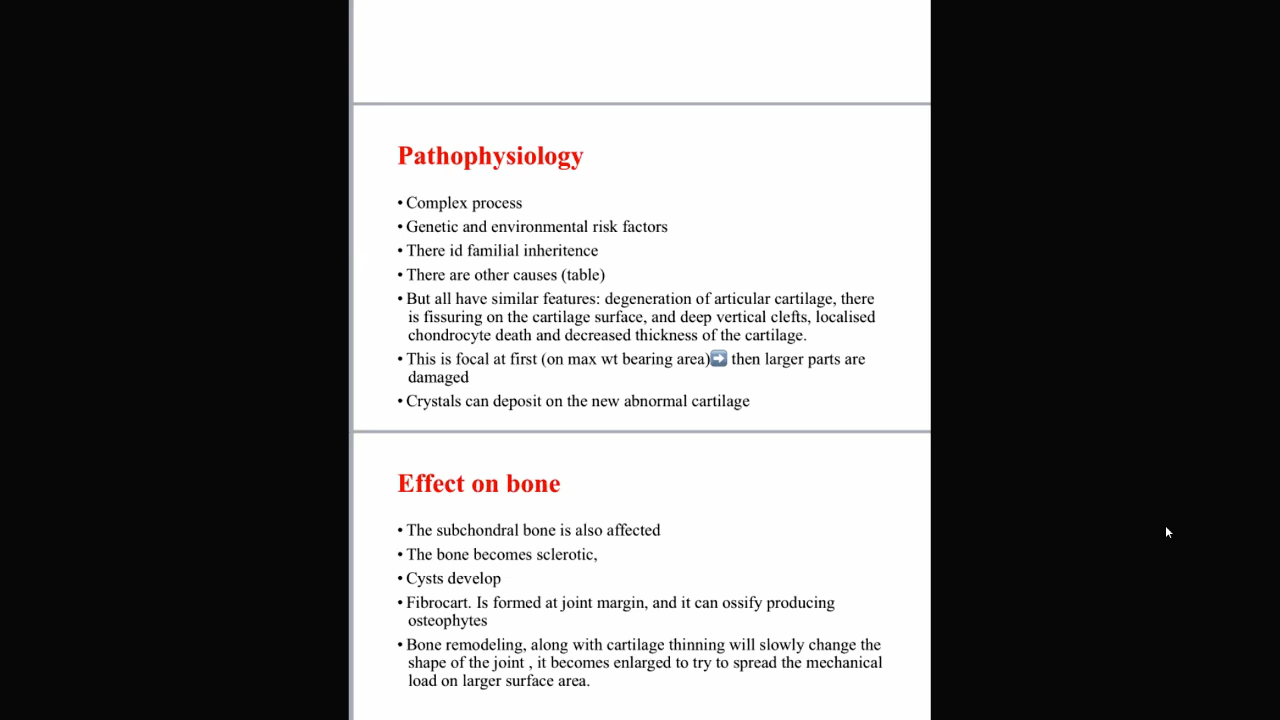 Pathophysiology
• Complex process
• Genetic and environmental risk factors
• There id familial inheritence
• There are other causes (table)
• But all have similar features: degeneration of articular cartilage, there
is fissuring on the cartilage surface, and deep vertical clefts, localised
chondrocyte death and decreased thickness of the cartilage.
• This is focal at first (on max wt bearing area)➡️ then larger parts are
damaged
• Crystals can deposit on the new abnormal cartilage
Effect on bone
• The subchondral bone is also affected
• The bone becomes sclerotic,
• Cysts develop
• Fibrocart. Is formed at joint margin, and it can ossify producing
osteophytes
• Bone remodeling, along with cartilage thinning will slowly change the
shape of the joint , it becomes enlarged to try to spread the mechanical
load on larger surface area.